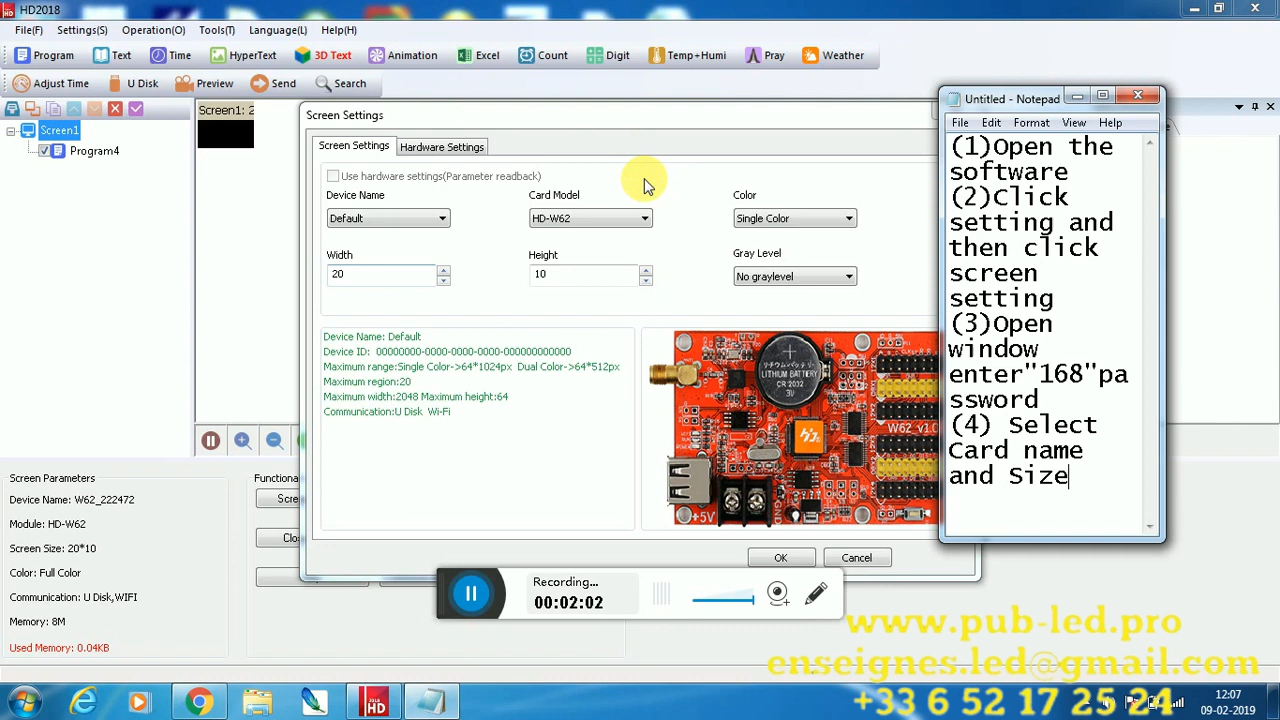 HD2018
File(F) Settings(S) Operation(O) Tools(T) Language(L) Help(H)
Program Text Time HyperText 3D Text Animation Excel Count Digit Temp+Humi Pray Weather
Adjust Time U Disk Preview Send Search
Screen1
Program4
Screen1: 2
Screen Settings
Screen Settings Hardware Settings
Use hardware settings(Parameter readback)
Device Name Card Model Color
Default HD-W62 Single Color
Width Height Gray Level
20 10 No graylevel
Device Name: Default
Device ID: 00000000-0000-0000-0000-000000000000
Maximum range:Single Color->64*1024px Dual Color->64*512px
Maximum region:20
Maximum width:2048 Maximum height:64
Communication:U Disk Wi-Fi
LITHIUM BATTERY
CR 2032
3V
W62_v1.0
+5V
GND
OK Cancel
Untitled - Notepad
File Edit Format View Help
(1)Open the
software
(2)Click
setting and
then click
screen
setting
(3)Open
window
enter"168"pa
ssword
(4) Select
Card name
and Size
Screen Parameters
Device Name: W62_222472
Module: HD-W62
Screen Size: 20*10
Color: Full Color
Communication: U Disk,WIFI
Memory: 8M
Used Memory: 0.04KB
Functiona
Scre
Clo
Recording...
00:02:02
www.pub-led.pro
enseignes.led@gmail.com
+33 6 52 17 25 24
12:07
09-02-2019